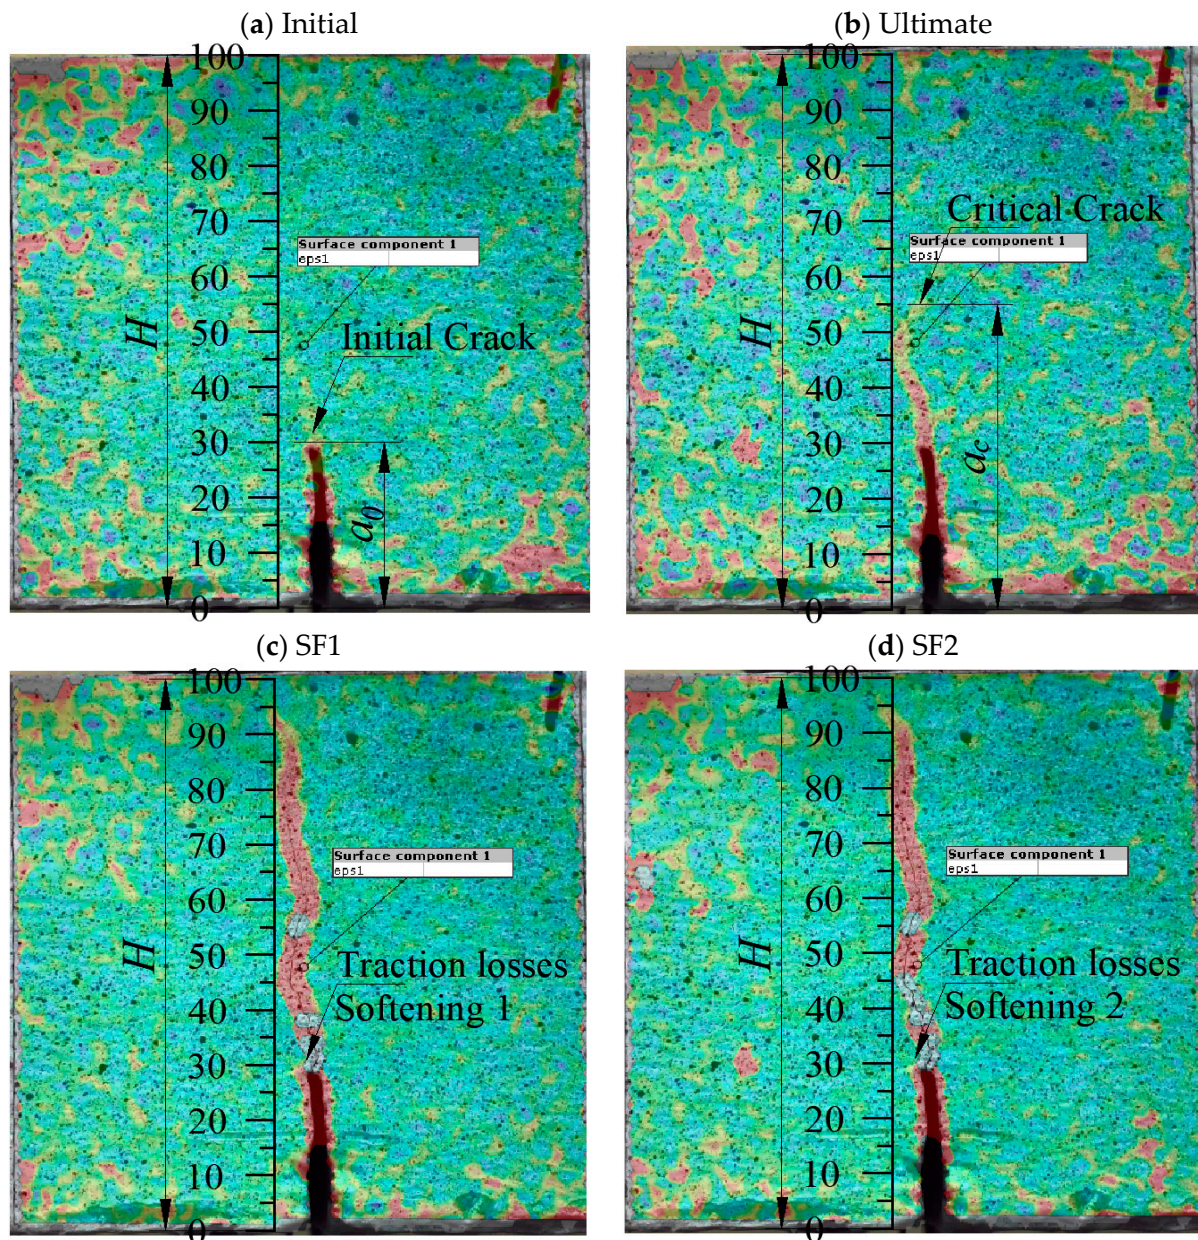 (a) Initial
100
90
80
70
60
50
40
30
20
10
0
H
Surface component 1
eps1
Initial Crack
a0
(b) Ultimate
100
90
80
70
60
50
40
30
20
10
0
H
Critical Crack
Surface component 1
eps1
ac
(c) SF1
100
90
80
70
60
50
40
30
20
10
0
H
Surface component 1
eps1
Traction losses
Softening 1
(d) SF2
100
90
80
70
60
50
40
30
20
10
0
H
Surface component 1
eps1
Traction losses
Softening 2